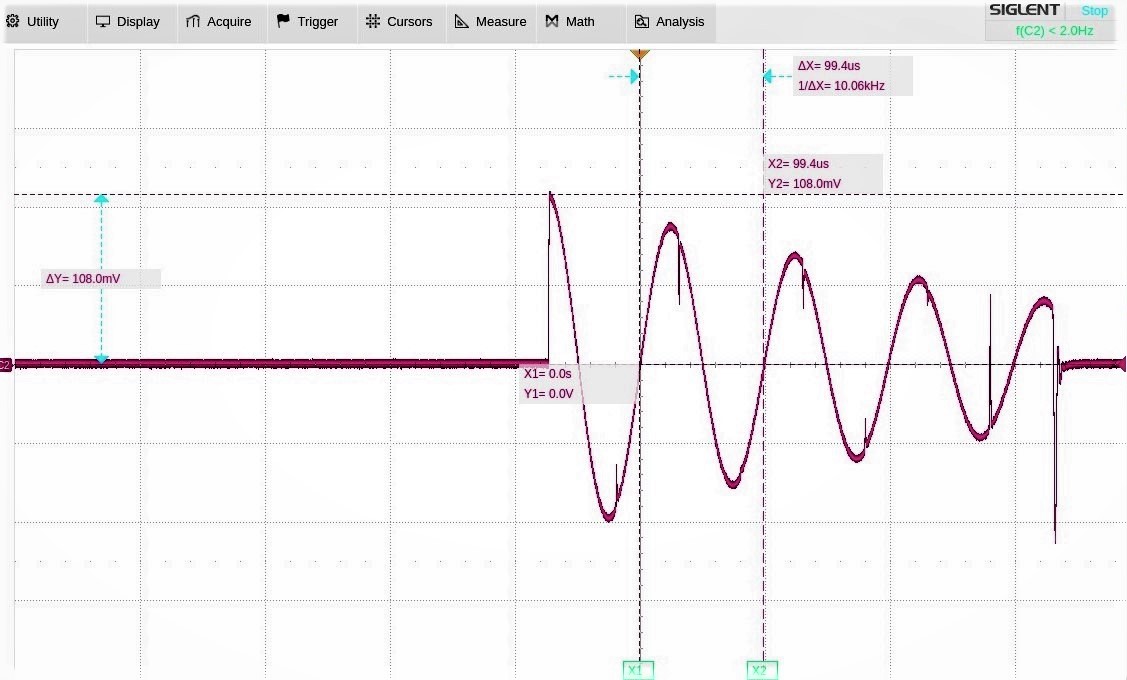 Utility
Display
Acquire
Trigger
Cursors
Measure
Math
Analysis
SIGLENT
Stop
f(C2) < 2.0Hz
ΔX= 99.4us
1/ΔX= 10.06kHz
X2= 99.4us
Y2= 108.0mV
ΔY= 108.0mV
C2
X1= 0.0s
Y1= 0.0V
X1
X2